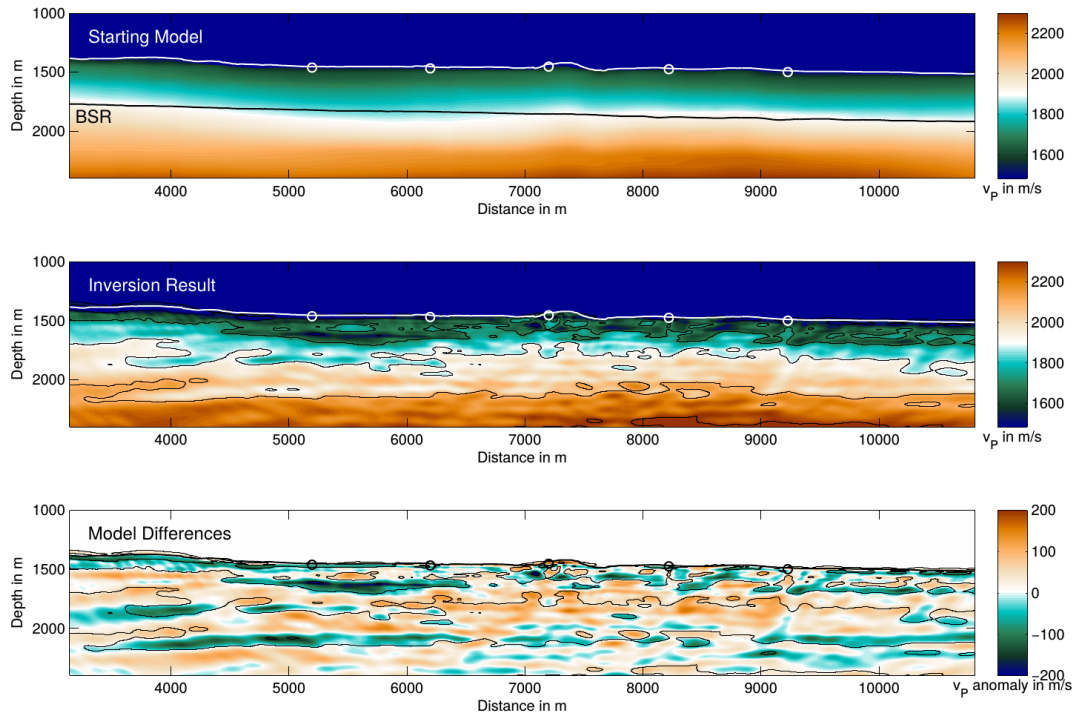 1000
1500
2000
Depth in m
Starting Model
BSR
4000 5000 6000 7000 8000 9000 10000
Distance in m
2200
2000
1800
1600
vP in m/s
1000
1500
2000
Depth in m
Inversion Result
4000 5000 6000 7000 8000 9000 10000
Distance in m
2200
2000
1800
1600
vP in m/s
1000
1500
2000
Depth in m
Model Differences
4000 5000 6000 7000 8000 9000 10000
Distance in m
200
100
0
−100
−200
vP anomaly in m/s